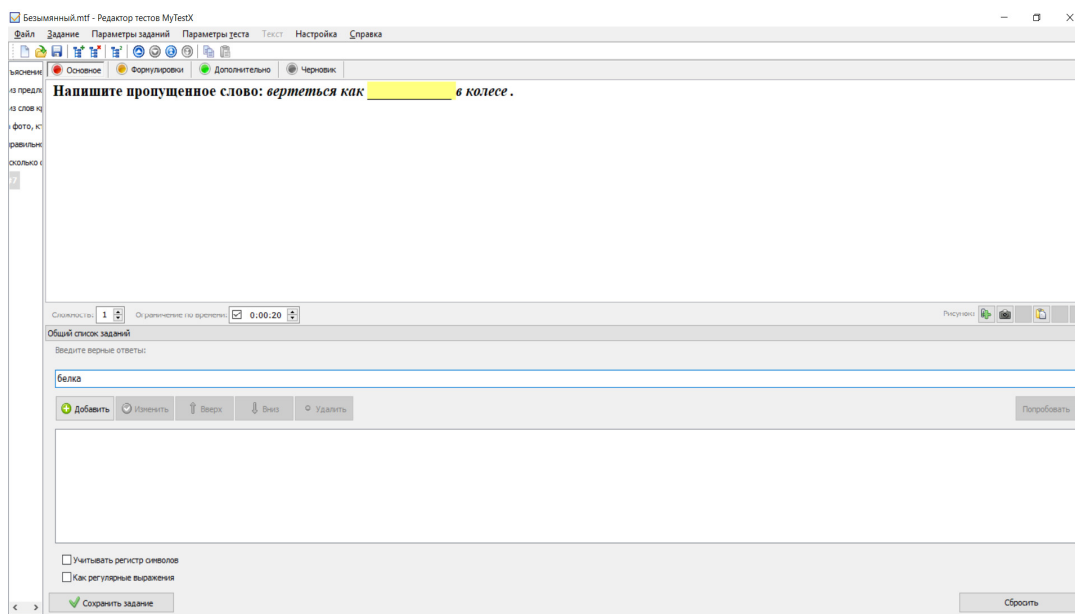 Безымянный.mtf - Редактор тестов MyTestX
Файл Задание Параметры заданий Параметры теста Текст Настройка Справка
Основное Формулировки Дополнительно Черновик
Напишите пропущенное слово: вертеться как ____________ в колесе .
Сложность: 1 Ограничение по времени: 0:00:20 Рисунок:
Общий список заданий
Введите верные ответы:
белка
Добавить Изменить Вверх Вниз Удалить Попробовать
Учитывать регистр символов
Как регулярные выражения
Сохранить задание Сбросить